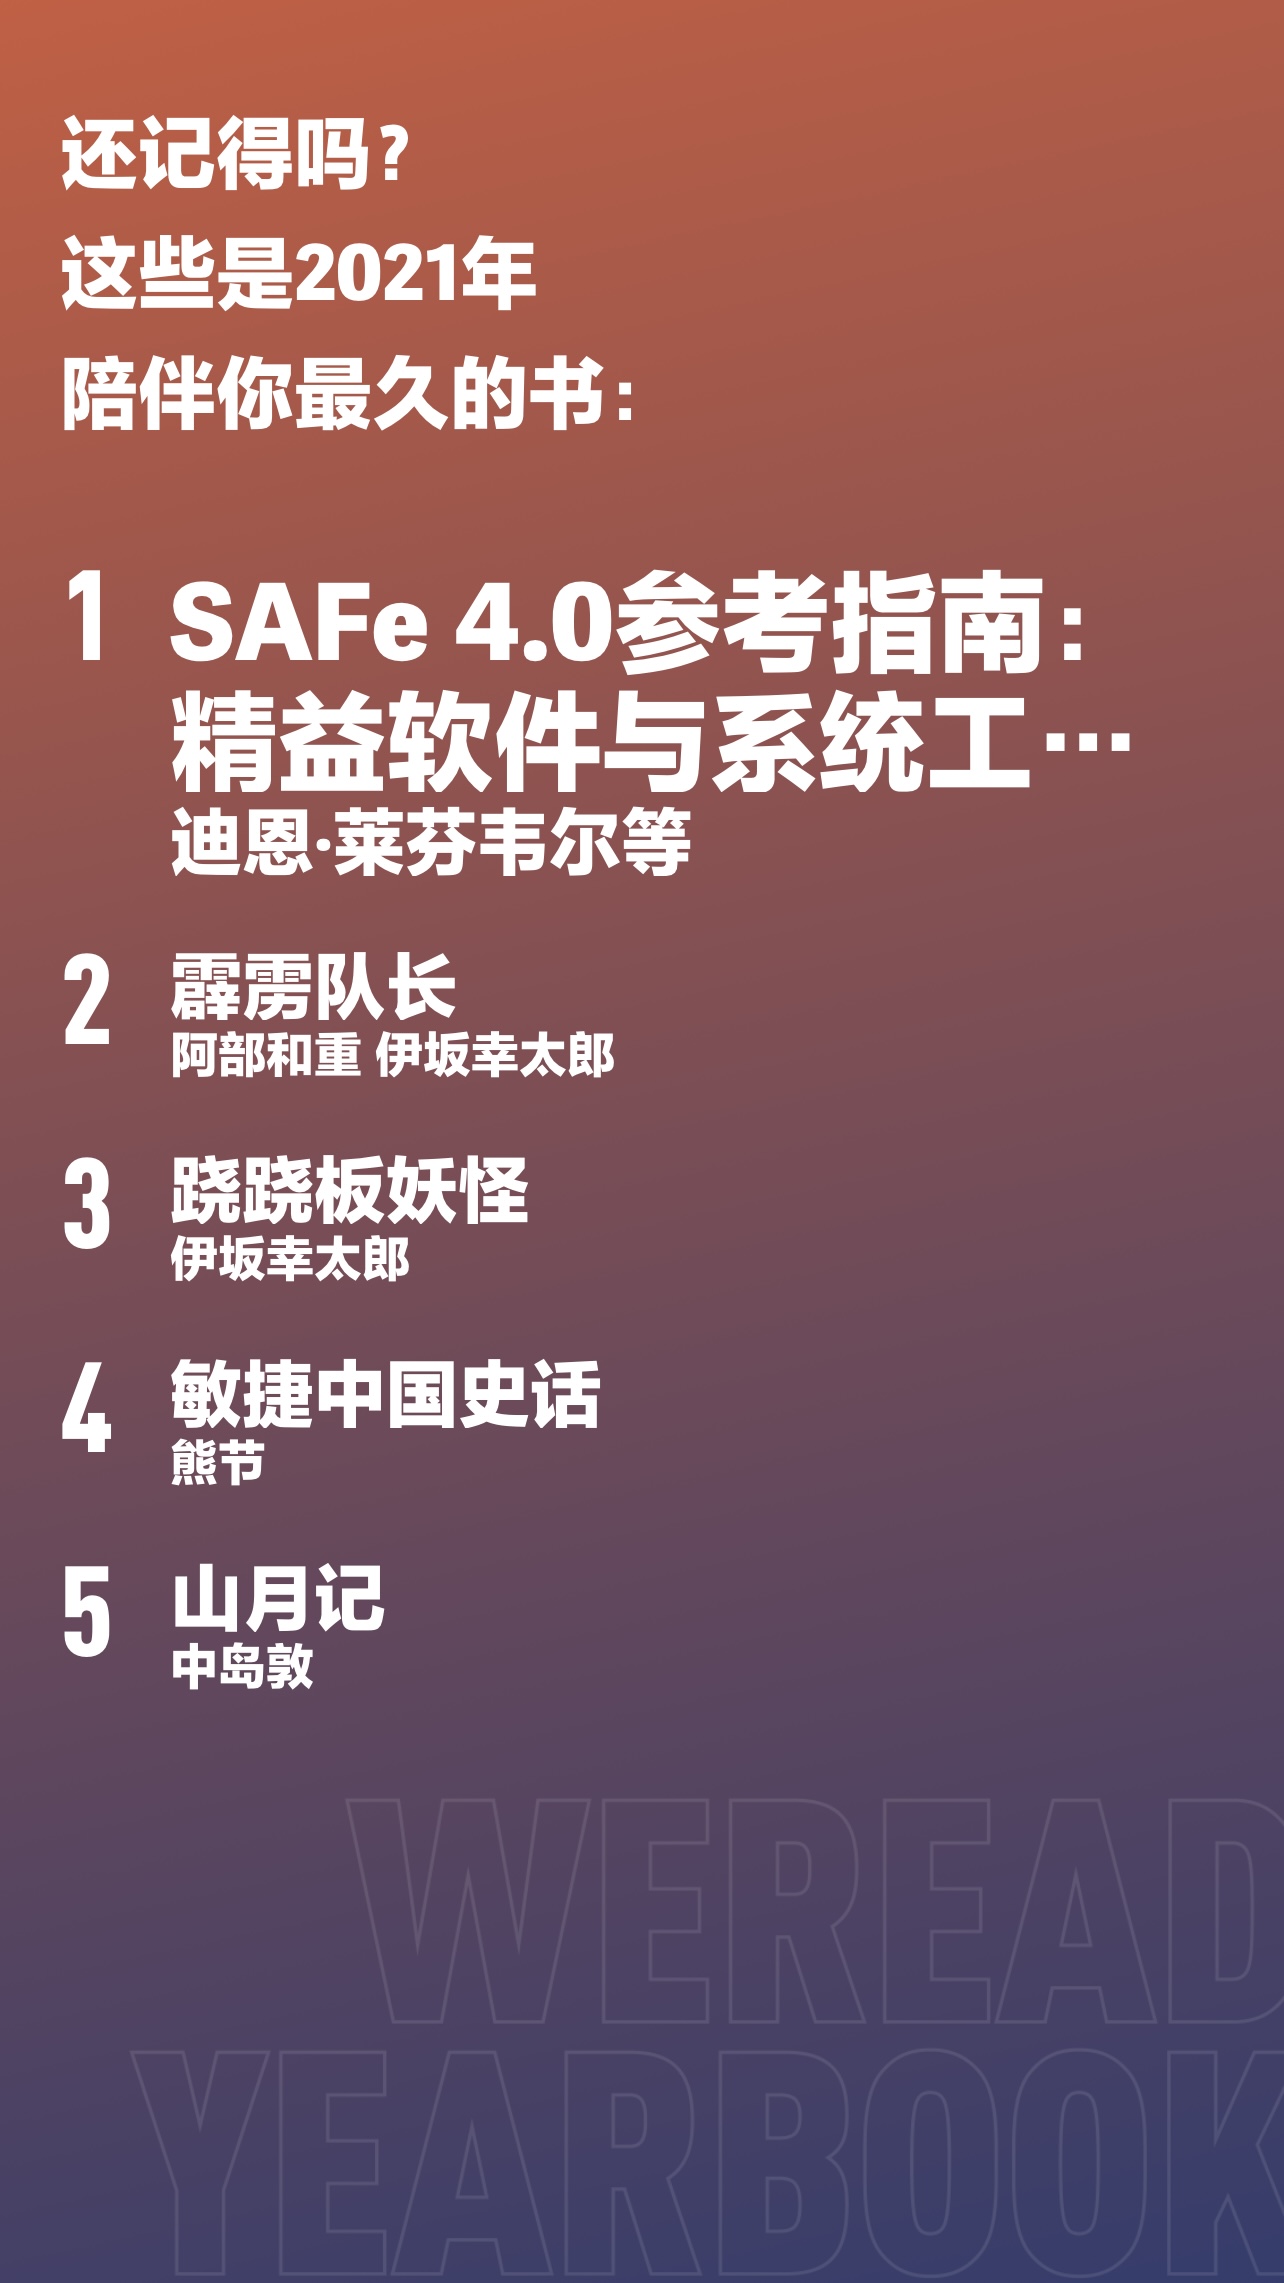 还记得吗？
这些是2021年
陪伴你最久的书：
1 SAFe 4.0参考指南：
精益软件与系统工…
迪恩·莱芬韦尔等
2 霹雳队长
阿部和重 伊坂幸太郎
3 跷跷板妖怪
伊坂幸太郎
4 敏捷中国史话
熊节
5 山月记
中岛敦
WEREAD
YEARBOOK